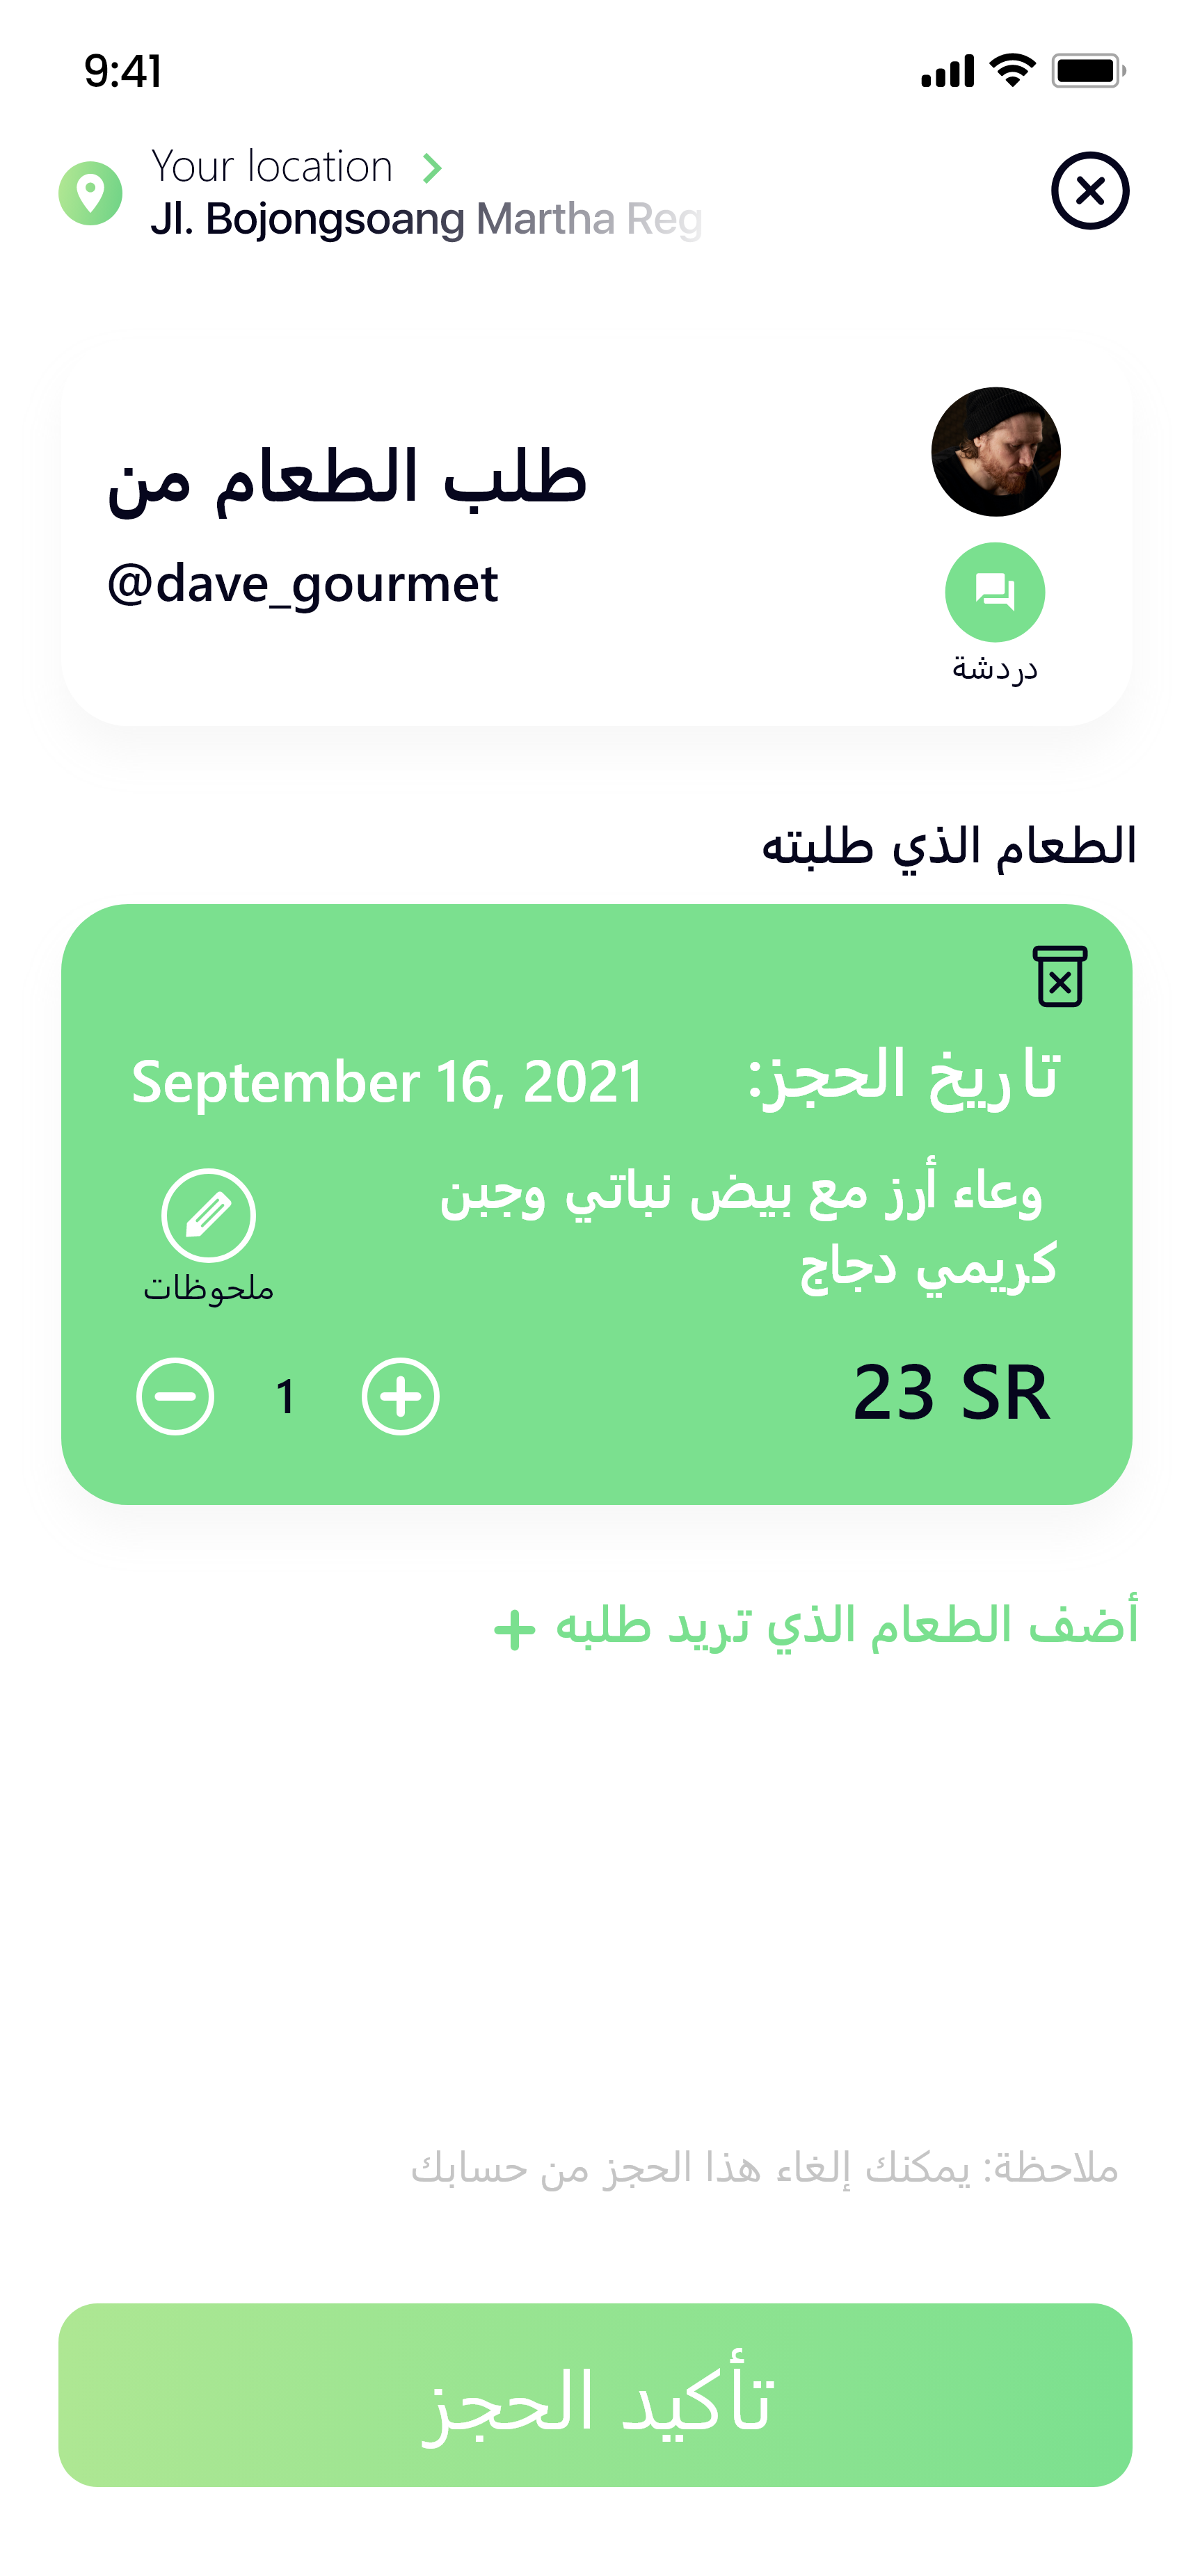 9:41
Your location
Jl. Bojongsoang Martha Reg
طلب الطعام من
@dave_gourmet
دردشة
الطعام الذي طلبته
تاريخ الحجز:
September 16, 2021
وعاء أرز مع بيض نباتي وجبن
كريمي دجاج
ملحوظات
1
23 SR
أضف الطعام الذي تريد طلبه +
ملاحظة: يمكنك إلغاء هذا الحجز من حسابك
تأكيد الحجز